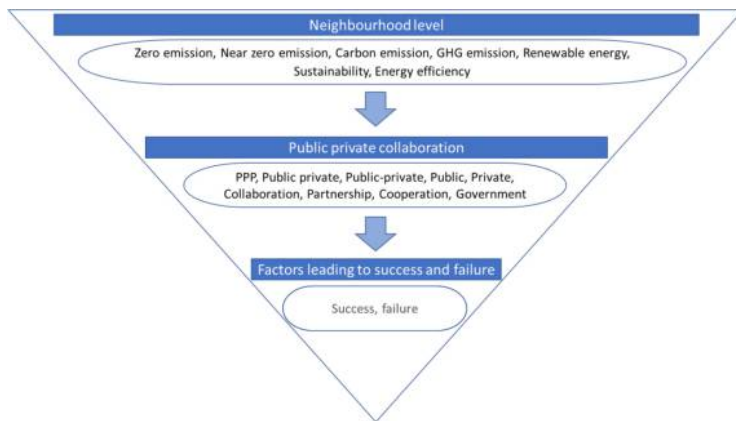 Neighbourhood level
Zero emission, Near zero emission, Carbon emission, GHG emission, Renewable energy,
Sustainability, Energy efficiency
Public private collaboration
PPP, Public private, Public-private, Public, Private,
Collaboration, Partnership, Cooperation, Government
Factors leading to success and failure
Success, failure